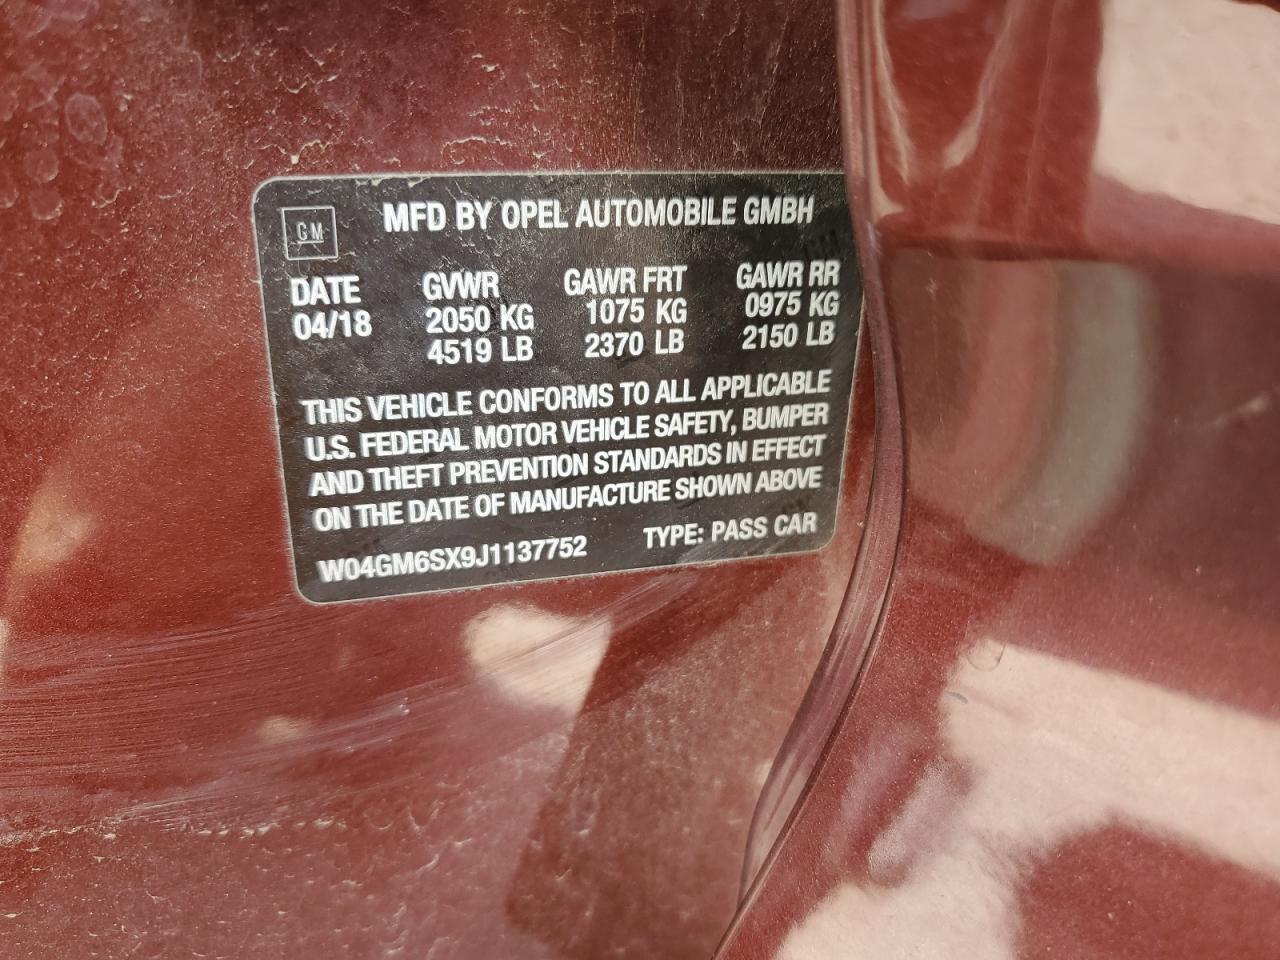 GM
MFD BY OPEL AUTOMOBILE GMBH
DATE GVWR GAWR FRT GAWR RR
04/18 2050 KG 1075 KG 0975 KG
4519 LB 2370 LB 2150 LB
THIS VEHICLE CONFORMS TO ALL APPLICABLE
U.S. FEDERAL MOTOR VEHICLE SAFETY, BUMPER
AND THEFT PREVENTION STANDARDS IN EFFECT
ON THE DATE OF MANUFACTURE SHOWN ABOVE
W04GM6SX9J1137752 TYPE: PASS CAR